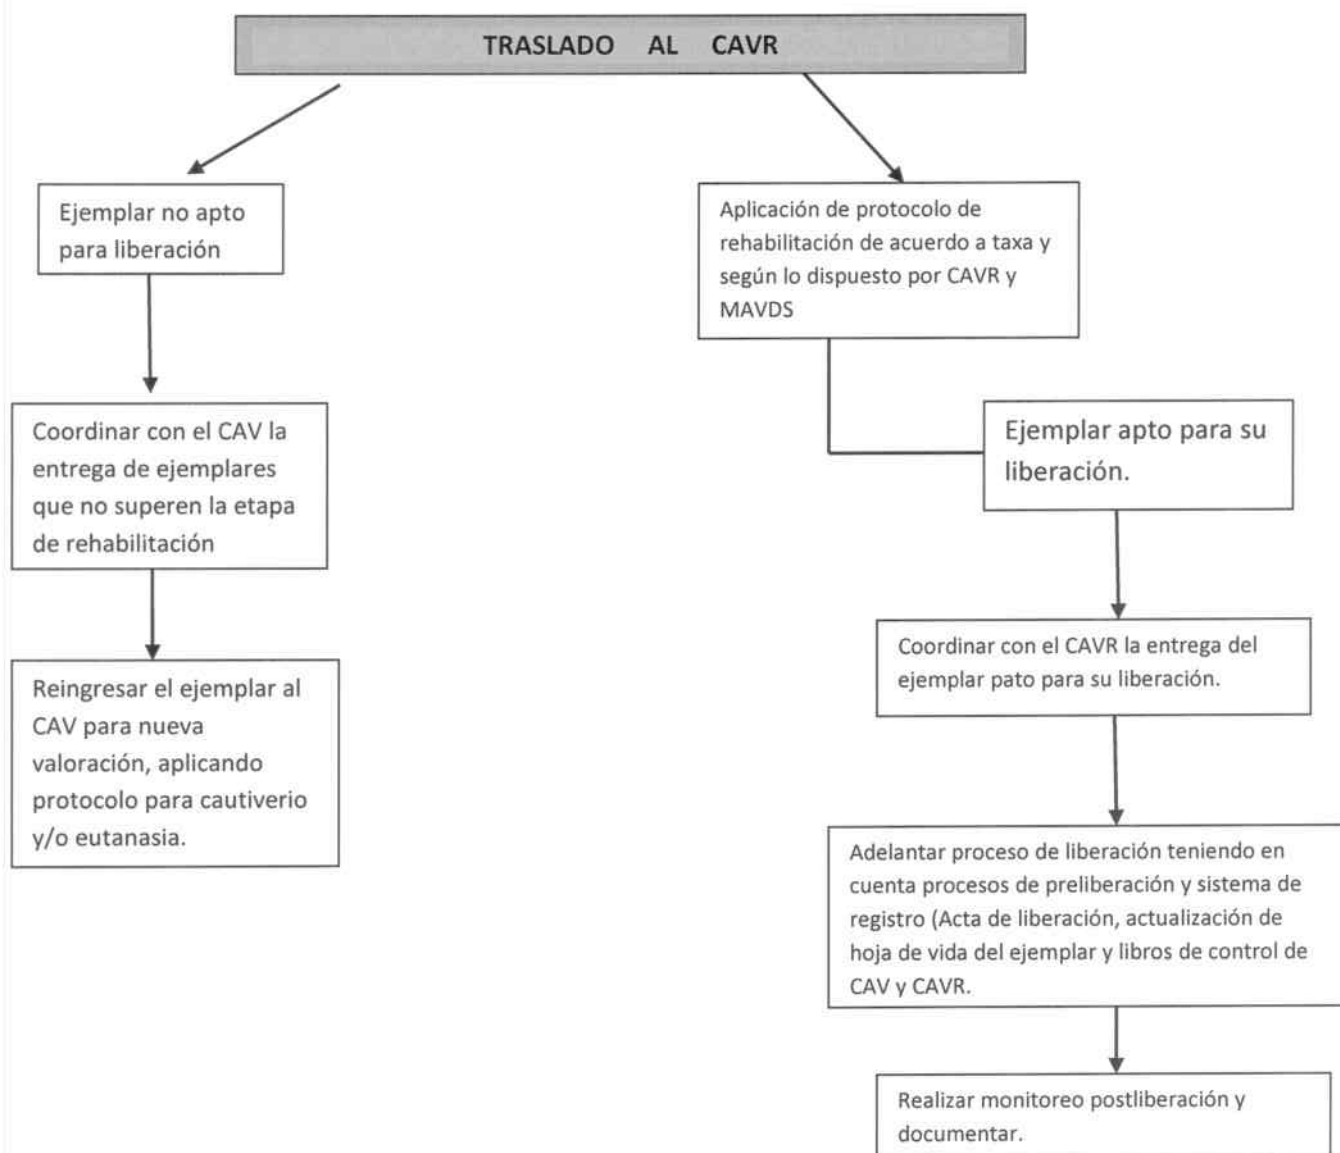 TRASLADO AL CAVR
Ejemplar no apto
para liberación
Coordinar con el CAV la
entrega de ejemplares
que no superen la etapa
de rehabilitación
Reingresar el ejemplar al
CAV para nueva
valoración, aplicando
protocolo para cautiverio
y/o eutanasia.
Aplicación de protocolo de
rehabilitación de acuerdo a taxa y
según lo dispuesto por CAVR y
MAVDS
Ejemplar apto para su
liberación.
Coordinar con el CAVR la entrega del
ejemplar pato para su liberación.
Adelantar proceso de liberación teniendo en
cuenta procesos de preliberación y sistema de
registro (Acta de liberación, actualización de
hoja de vida del ejemplar y libros de control de
CAV y CAVR.
Realizar monitoreo postliberación y
documentar.